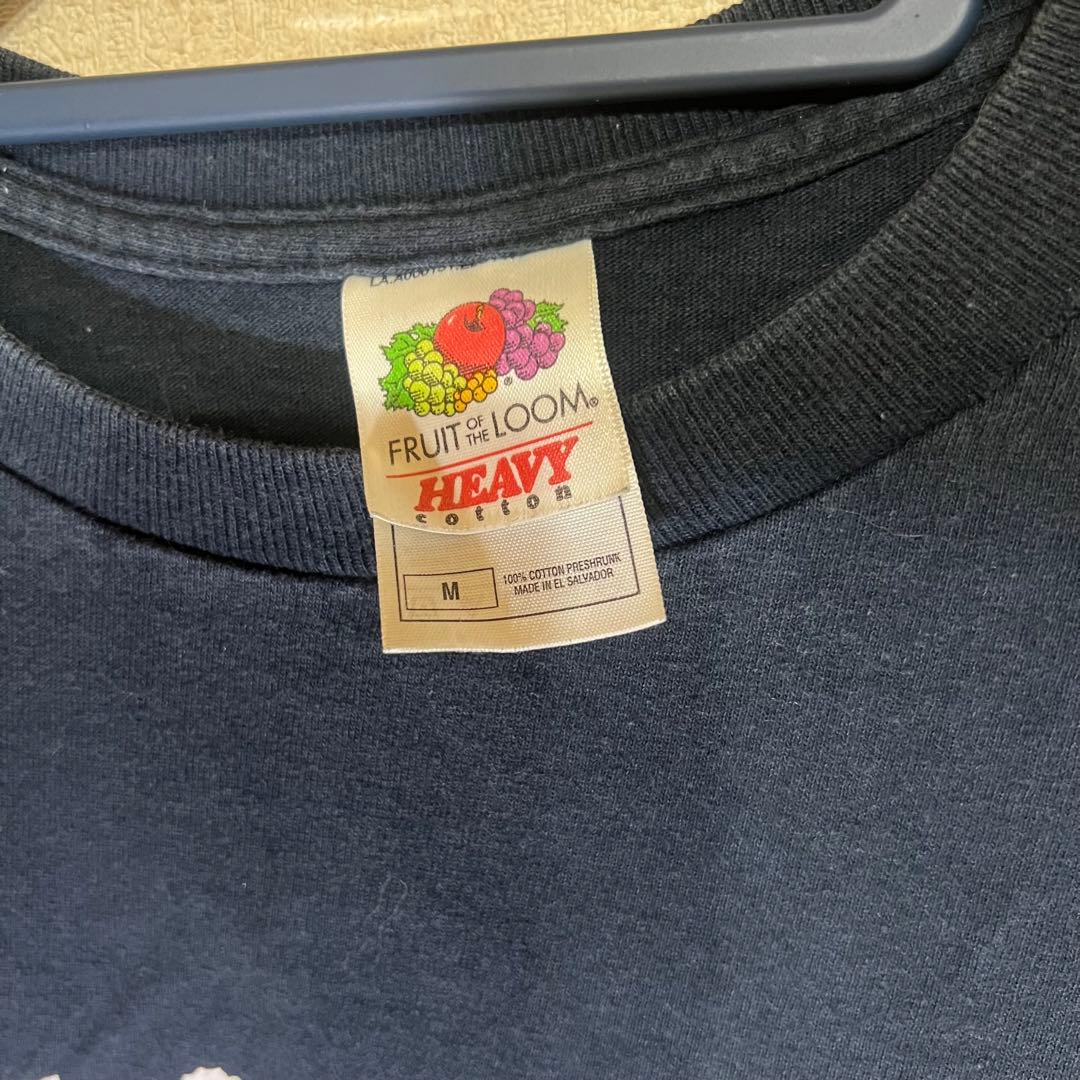 FRUIT OF THE LOOM®
HEAVY
cotton
M
100% COTTON PRESHRUNK
MADE IN EL SALVADOR